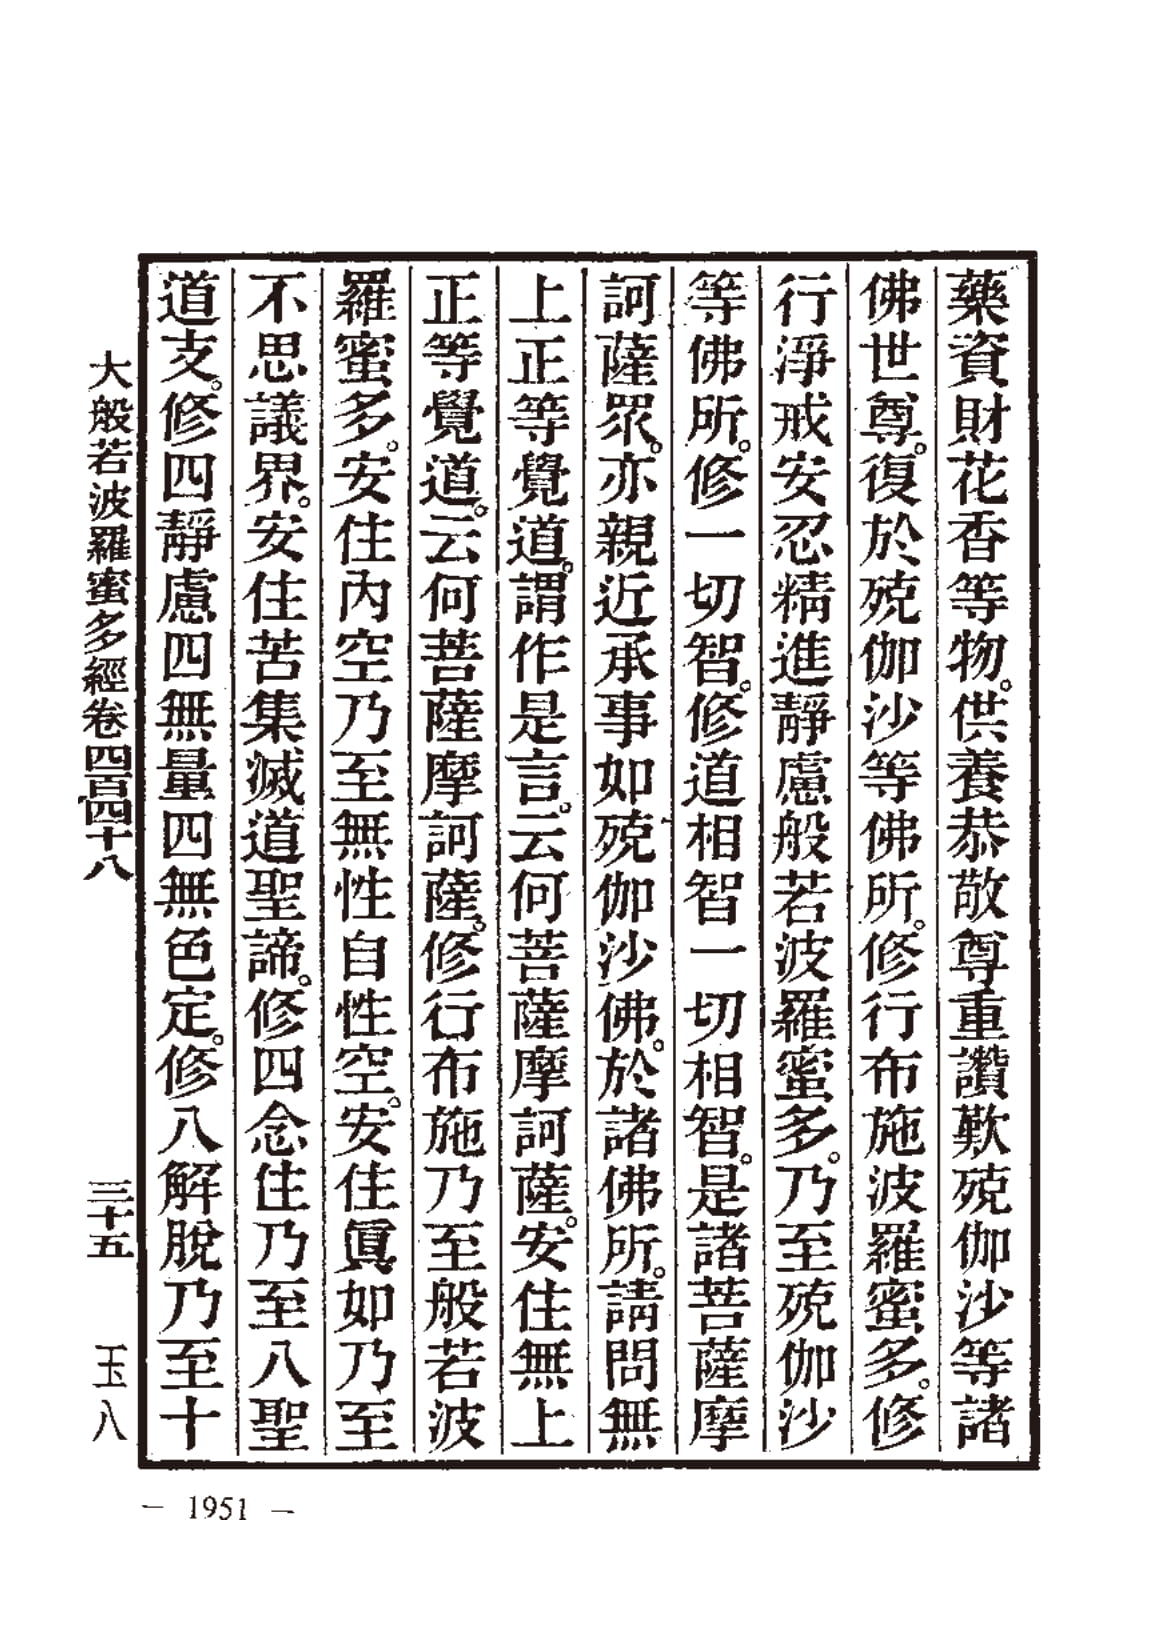 藥資財花香等物。供養恭敬尊重讚歎殑伽沙等諸
佛世尊。復於殑伽沙等佛所。修行布施波羅蜜多。修
行淨戒安忍精進靜慮般若波羅蜜多。乃至殑伽沙
等佛所。修一切智。修道相智一切相智。是諸菩薩摩
訶薩眾。亦親近承事如殑伽沙佛。於諸佛所。請問無
上正等覺道。謂作是言。云何菩薩摩訶薩。安住無上
正等覺道。云何菩薩摩訶薩。修行布施乃至般若波
羅蜜多。安住內空乃至無性自性空。安住眞如乃至
不思議界。安住苦集滅道聖諦。修四念住乃至八聖
道支。修四靜慮四無量四無色定。修八解脫乃至十
大般若波羅蜜多經卷四百四十八 三十五 玉八
— 1951 —